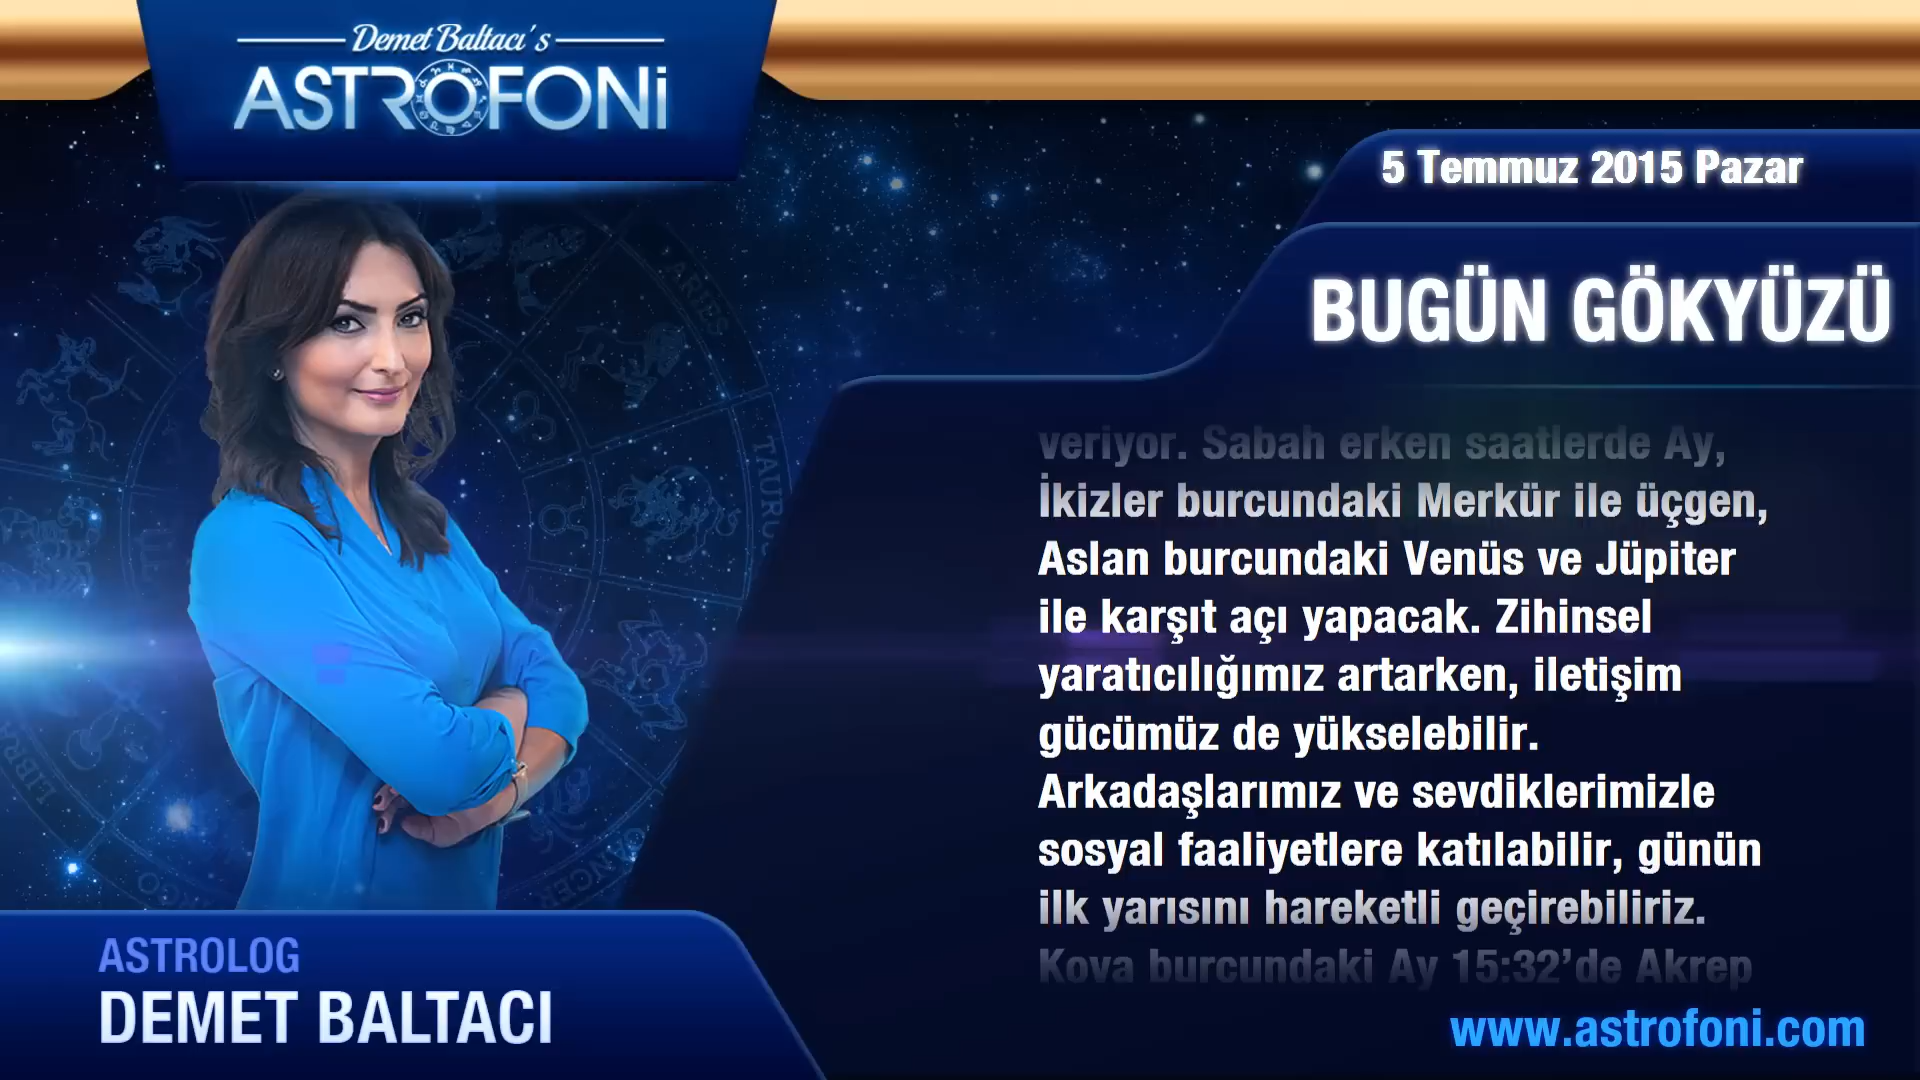 Demet Baltacı's
ASTROFONi
5 Temmuz 2015 Pazar
BUGÜN GÖKYÜZÜ
veriyor. Sabah erken saatlerde Ay,
İkizler burcundaki Merkür ile üçgen,
Aslan burcundaki Venüs ve Jüpiter
ile karşıt açı yapacak. Zihinsel
yaratıcılığımız artarken, iletişim
gücümüz de yükselebilir.
Arkadaşlarımız ve sevdiklerimizle
sosyal faaliyetlere katılabilir, günün
ilk yarısını hareketli geçirebiliriz.
Kova burcundaki Ay 15:32’de Akrep
ARIES
TAURUS
LIBRA
ASTROLOG
DEMET BALTACI
www.astrofoni.com